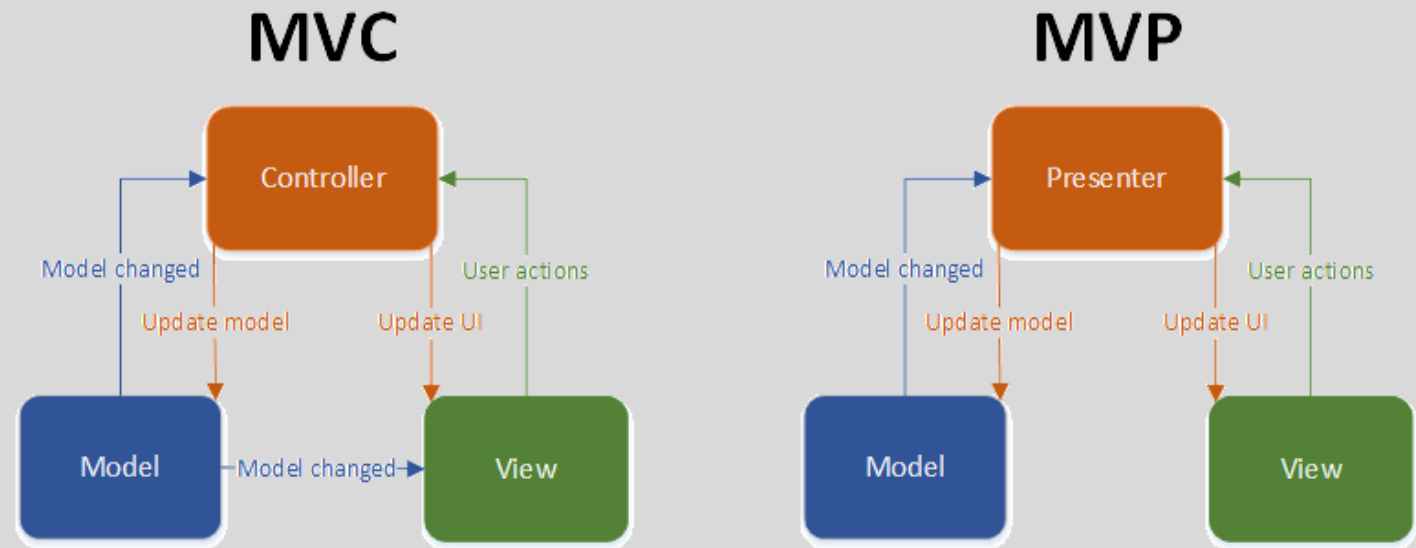 MVC
MVP
Controller
Presenter
Model changed
User actions
Model changed
User actions
Update model
Update UI
Update model
Update UI
Model
Model changed
View
Model
View